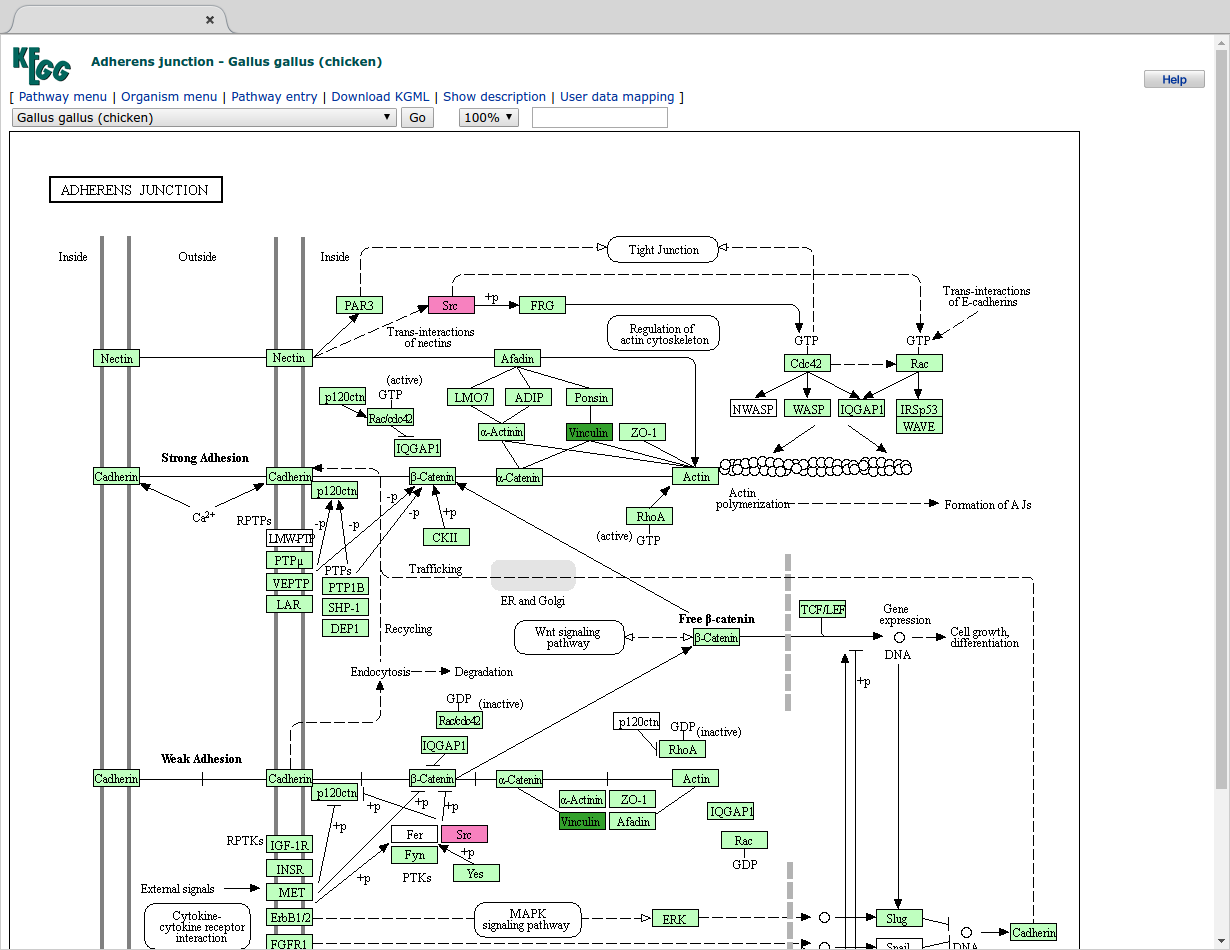 ×
KEGG
Adherens junction - Gallus gallus (chicken)
Help
[ Pathway menu | Organism menu | Pathway entry | Download KGML | Show description | User data mapping ]
Gallus gallus (chicken) ▼ Go 100% ▼
ADHERENS JUNCTION
Inside Outside Inside
Tight Junction
PAR3 Src +p FRG
Trans-interactions
of E-cadherins
Trans-interactions
of nectins
Regulation of
actin cytoskeleton
GTP GTP
Nectin Nectin Afadin Cdc42 Rac
(active)
p120ctn GTP LMO7 ADIP Ponsin
Rac/cdc42
NWASP WASP IQGAP1 IRSp53
WAVE
α-Actinin Vinculin ZO-1
IQGAP1
Strong Adhesion
Cadherin Cadherin β-Catenin α-Catenin Actin
p120ctn
-p
Actin
polymerization
Formation of AJs
Ca2+
RPTPs -p -p -p +p
RhoA
(active) GTP
LMW-PTP CKII
PTPμ
PTPs
Trafficking
VEPTP PTP1B
ER and Golgi
LAR SHP-1
DEP1
Recycling
TCF/LEF
Gene
expression
Free β-catenin
Wnt signaling
pathway
β-Catenin
DNA
Cell growth,
differentiation
Endocytosis Degradation
+p
GDP (inactive)
Rac/cdc42
p120ctn GDP (inactive)
IQGAP1 RhoA
Weak Adhesion
Cadherin Cadherin β-Catenin α-Catenin Actin
p120ctn
+p +p +p
α-Actinin ZO-1
Vinculin Afadin
IQGAP1
+p
RPTKs IGF-1R Fer Src
Rac
GDP
Fyn +p
INSR Yes
+p PTKs
External signals MET
Cytokine-
cytokine receptor
interaction
ErbB1/2
MAPK
signaling pathway
ERK Slug
Cadherin
FGFR1 Snail DNA